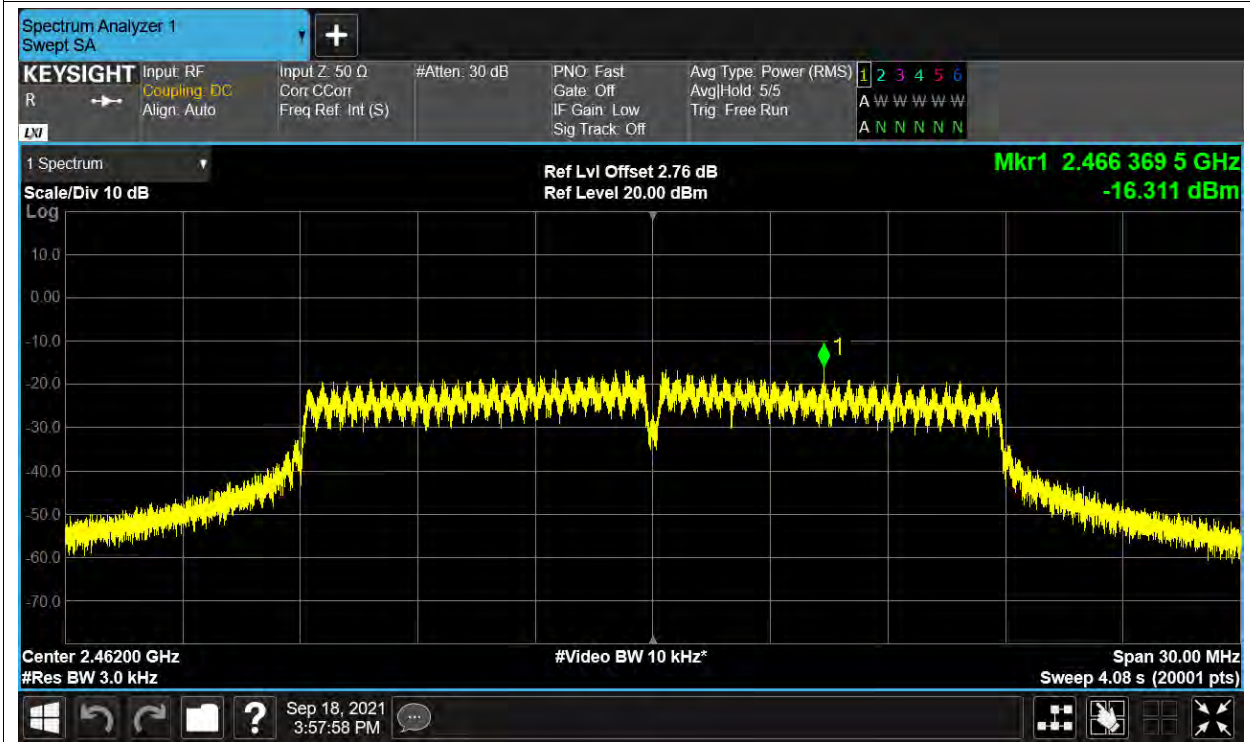 Spectrum Analyzer 1
Swept SA
KEYSIGHT
R
LXI
Input: RF
Coupling: DC
Align: Auto
Input Z: 50 Ω
Corr CCorr
Freq Ref: Int (S)
#Atten: 30 dB
PNO: Fast
Gate: Off
IF Gain: Low
Sig Track: Off
Avg Type: Power (RMS)
Avg|Hold: 5/5
Trig: Free Run
1 2 3 4 5 6
A W W W W W
A N N N N N
1 Spectrum
Scale/Div 10 dB
Log
Ref Lvl Offset 2.76 dB
Ref Level 20.00 dBm
Mkr1 2.466 369 5 GHz
-16.311 dBm
10.0
0.00
-10.0
1
-20.0
-30.0
-40.0
-50.0
-60.0
-70.0
Center 2.46200 GHz
#Res BW 3.0 kHz
#Video BW 10 kHz*
Span 30.00 MHz
Sweep 4.08 s (20001 pts)
?
Sep 18, 2021
3:57:58 PM